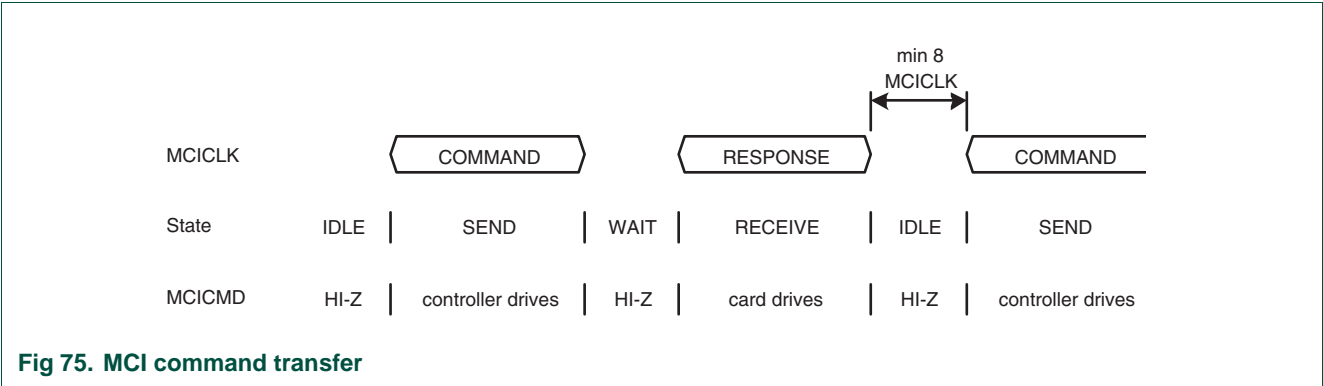 min 8
MCICLK
MCICLK COMMAND RESPONSE COMMAND
State IDLE SEND WAIT RECEIVE IDLE SEND
MCICMD HI-Z controller drives HI-Z card drives HI-Z controller drives
Fig 75. MCI command transfer